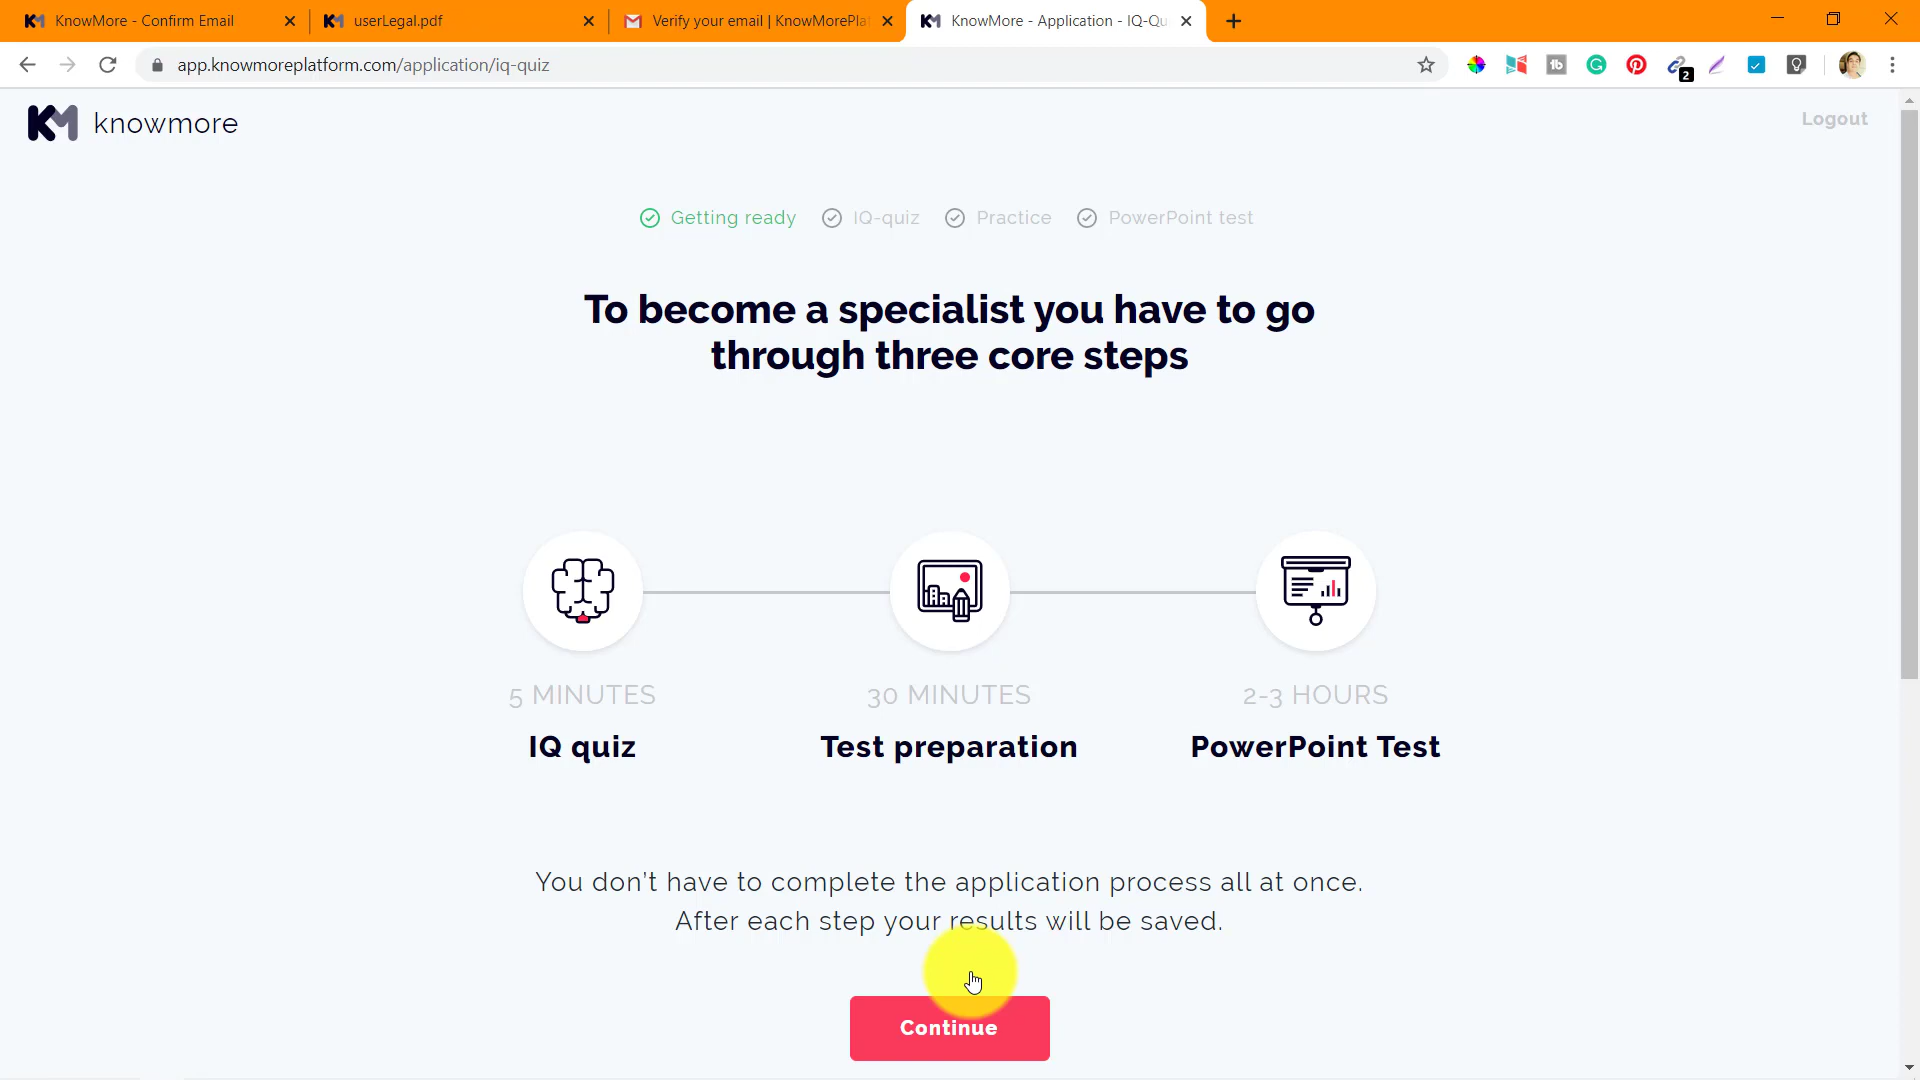 KnowMore - Confirm Email
userLegal.pdf
Verify your email | KnowMorePla
KnowMore - Application - IQ-Qu
app.knowmoreplatform.com/application/iq-quiz
tb
G
2
KM knowmore
Logout
Getting ready
IQ-quiz
Practice
PowerPoint test
To become a specialist you have to go
through three core steps
5 MINUTES
30 MINUTES
2-3 HOURS
IQ quiz
Test preparation
PowerPoint Test
You don't have to complete the application process all at once.
After each step your results will be saved.
Continue